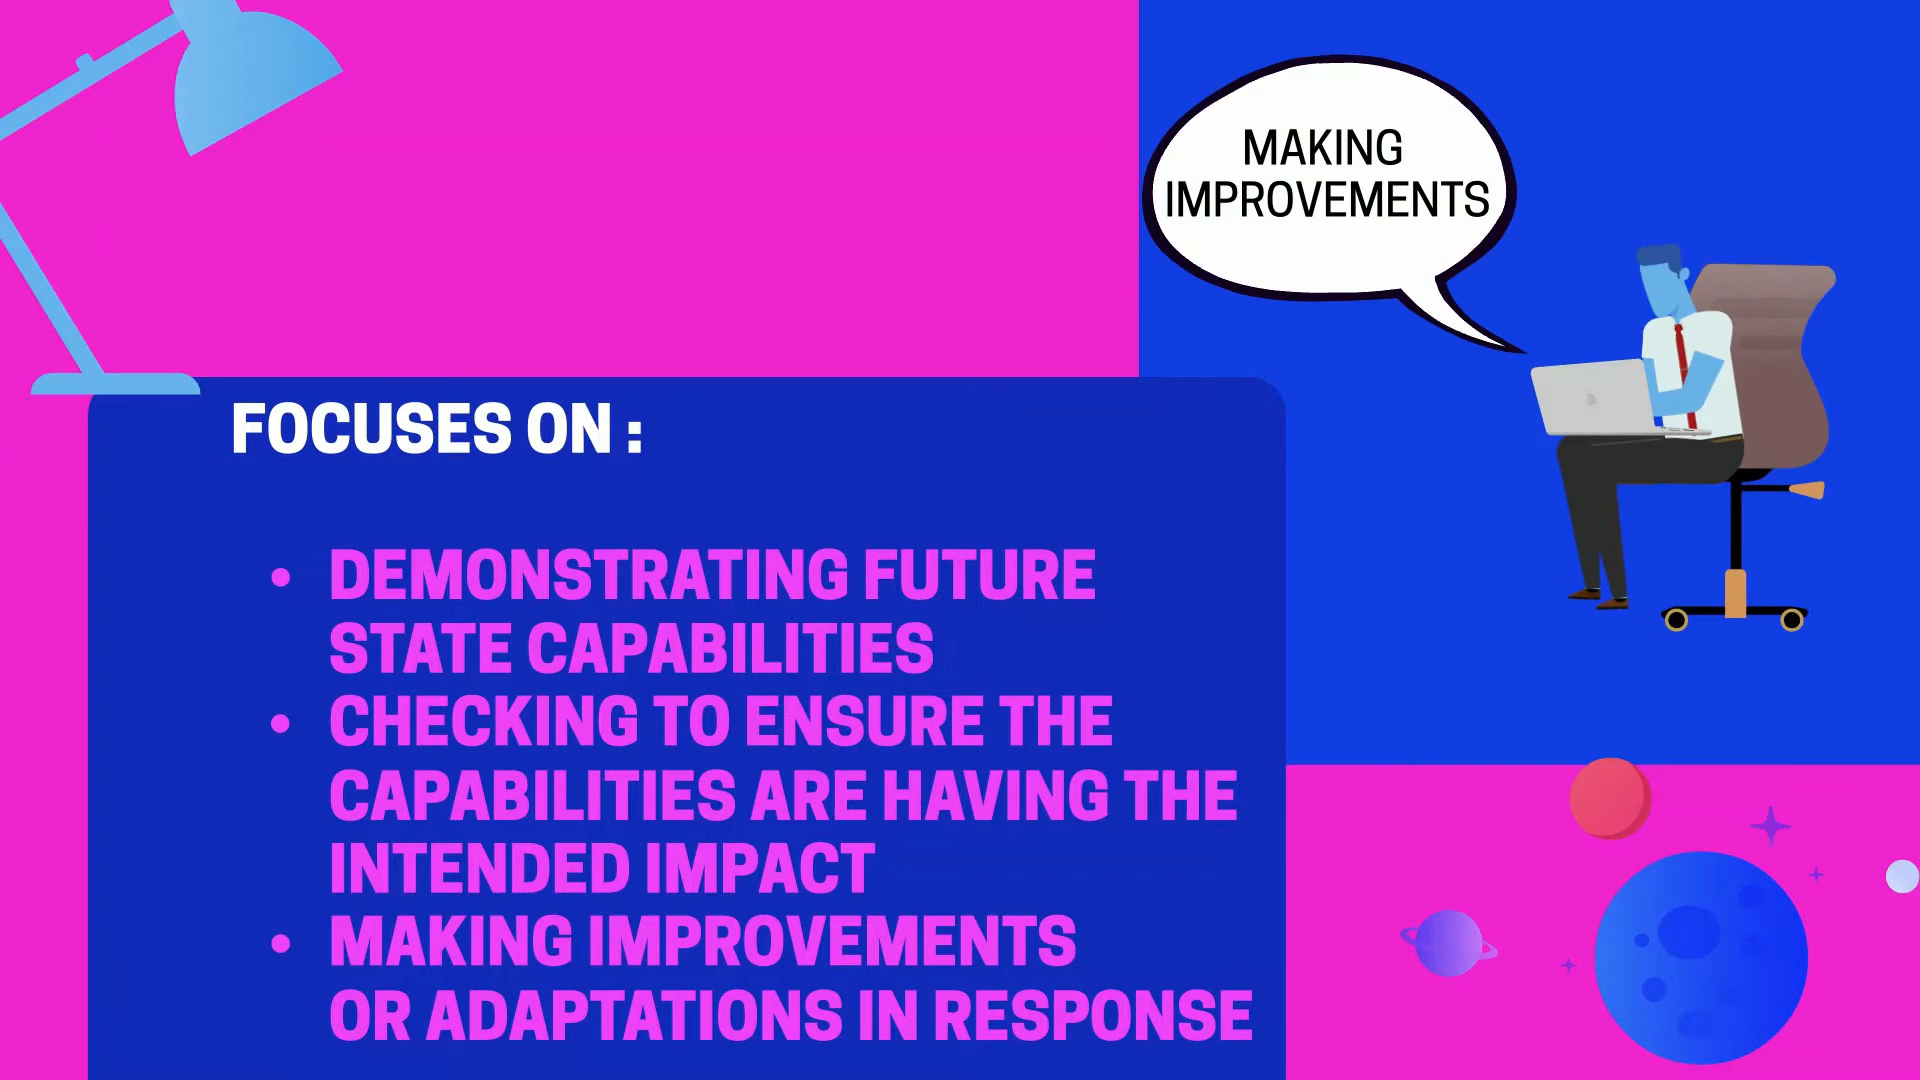 MAKING
IMPROVEMENTS
FOCUSES ON :
• DEMONSTRATING FUTURE
STATE CAPABILITIES
• CHECKING TO ENSURE THE
CAPABILITIES ARE HAVING THE
INTENDED IMPACT
• MAKING IMPROVEMENTS
OR ADAPTATIONS IN RESPONSE